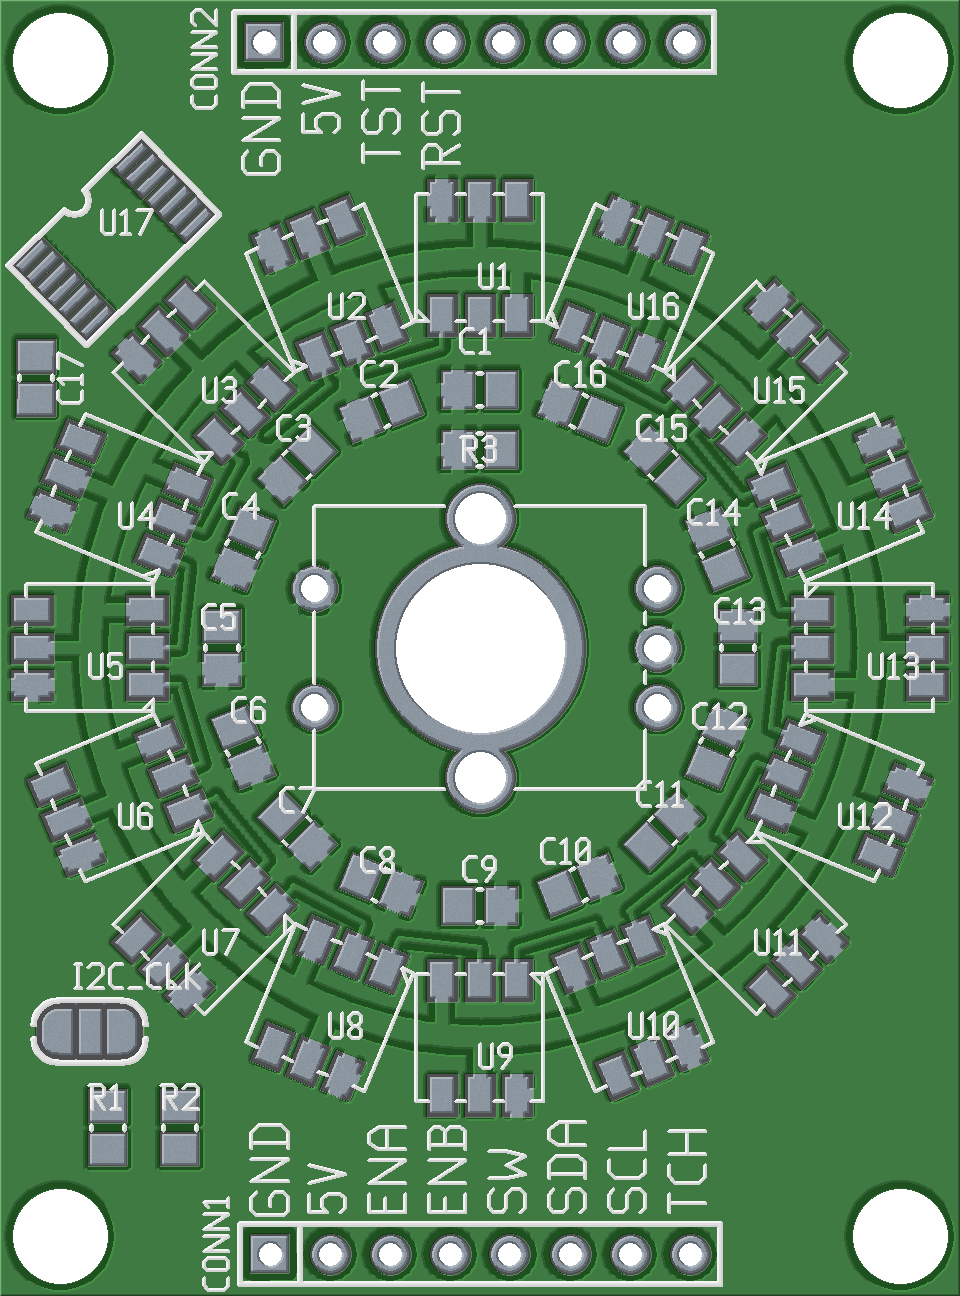 CONN2
GND
5V
TST
RST
U17
U1
U2
U16
C1
C17
C2
C16
U3
U15
C3
C15
R3
C4
U4
C14
U14
C5
C13
U5
U13
C6
C12
C7
C11
U6
U12
C8
C9
C10
U7
U11
I2C_CLK
U8
U10
U9
R1
R2
GND
5V
ENA
ENB
SW
SDA
SCL
TCH
CONN1